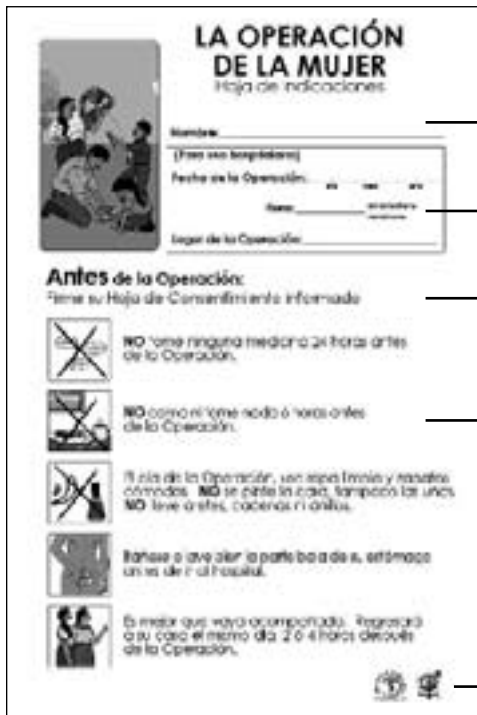 LA OPERACIÓN
DE LA MUJER
Hoja de Indicaciones
Nombre:
(Para uso hospitalario)
Fecha de la Operación:
Hora:
Lugar de la Operación:
Antes de la Operación:
Firme su Hoja de Consentimiento Informado
NO tome ninguna medicina 24 horas antes
de la Operación.
NO coma ni tome nada 6 horas antes
de la Operación.
El día de la Operación, use ropa limpia y zapatos
cómodos. NO se pinte la cara, tampoco las uñas.
NO lleve aretes, cadenas ni anillos.
Báñese o lave bien la parte baja de su estómago
antes de ir al hospital.
Es mejor que vaya acompañada. Regresará
a su casa el mismo día, 2 a 4 horas después
de la Operación.